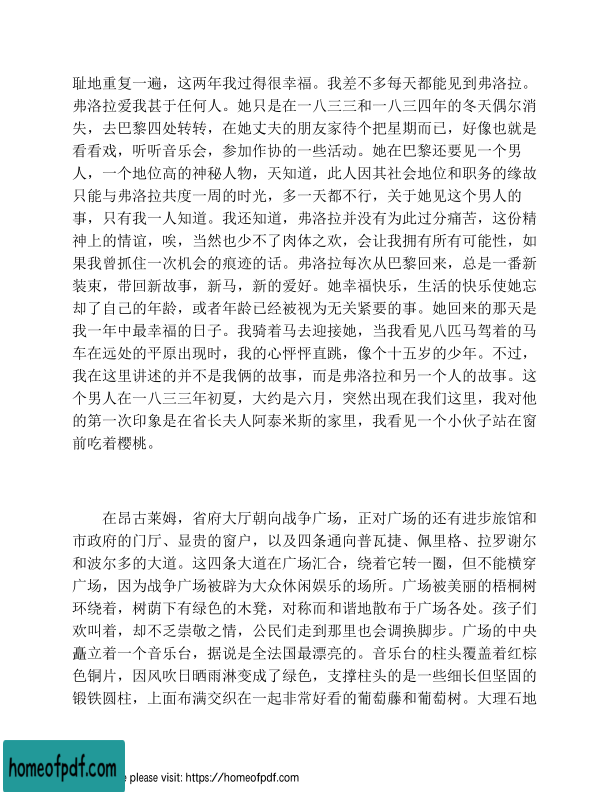 耻地重复一遍，这两年我过得很幸福。我差不多每天都能见到弗洛拉。
弗洛拉爱我甚于任何人。她只是在一八三三和一八三四年的冬天偶尔消
失，去巴黎四处转转，在她丈夫的朋友家待个把星期而已，好像也就是
看看戏，听听音乐会，参加作协的一些活动。她在巴黎还要见一个男
人，一个地位高的神秘人物，天知道，此人因其社会地位和职务的缘故
只能与弗洛拉共度一周的时光，多一天都不行，关于她见这个男人的
事，只有我一人知道。我还知道，弗洛拉并没有为此过分痛苦，这份精
神上的情谊，唉，当然也少不了肉体之欢，会让我拥有所有可能性，如
果我曾抓住一次机会的痕迹的话。弗洛拉每次从巴黎回来，总是一番新
装束，带回新故事，新马，新的爱好。她幸福快乐，生活的快乐使她忘
却了自己的年龄，或者年龄已经被视为无关紧要的事。她回来的那天是
我一年中最幸福的日子。我骑着马去迎接她，当我看见八匹马驾着的马
车在远处的平原出现时，我的心怦怦直跳，像个十五岁的少年。不过，
我在这里讲述的并不是我俩的故事，而是弗洛拉和另一个人的故事。这
个男人在一八三三年初夏，大约是六月，突然出现在我们这里，我对他
的第一次印象是在省长夫人阿泰米斯的家里，我看见一个小伙子站在窗
前吃着樱桃。
在昂古莱姆，省府大厅朝向战争广场，正对广场的还有进步旅馆和
市政府的门厅、显贵的窗户，以及四条通向普瓦捷、佩里格、拉罗谢尔
和波尔多的大道。这四条大道在广场汇合，绕着它转一圈，但不能横穿
广场，因为战争广场被辟为大众休闲娱乐的场所。广场被美丽的梧桐树
环绕着，树荫下有绿色的木凳，对称而和谐地散布于广场各处。孩子们
欢叫着，却不乏崇敬之情，公民们走到那里也会调换脚步。广场的中央
矗立着一个音乐台，据说是全法国最漂亮的。音乐台的柱头覆盖着红棕
色铜片，因风吹日晒雨淋变成了绿色，支撑柱头的是一些细长但坚固的
锻铁圆柱，上面布满交织在一起非常好看的葡萄藤和葡萄树。大理石地
homeofpdf.com
e please visit: https://homeofpdf.com